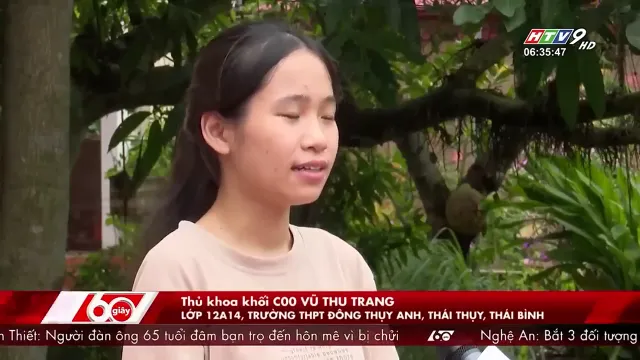 HTV9 HD
06:35:47
Thủ khoa khối C00 VŨ THU TRANG
60 giây
LỚP 12A14, TRƯỜNG THPT ĐÔNG THỤY ANH, THÁI THỤY, THÁI BÌNH
n Thiết: Người đàn ông 65 tuổi đâm bạn trọ đến hôn mê vì bị chửi
Nghệ An: Bắt 3 đối tượng